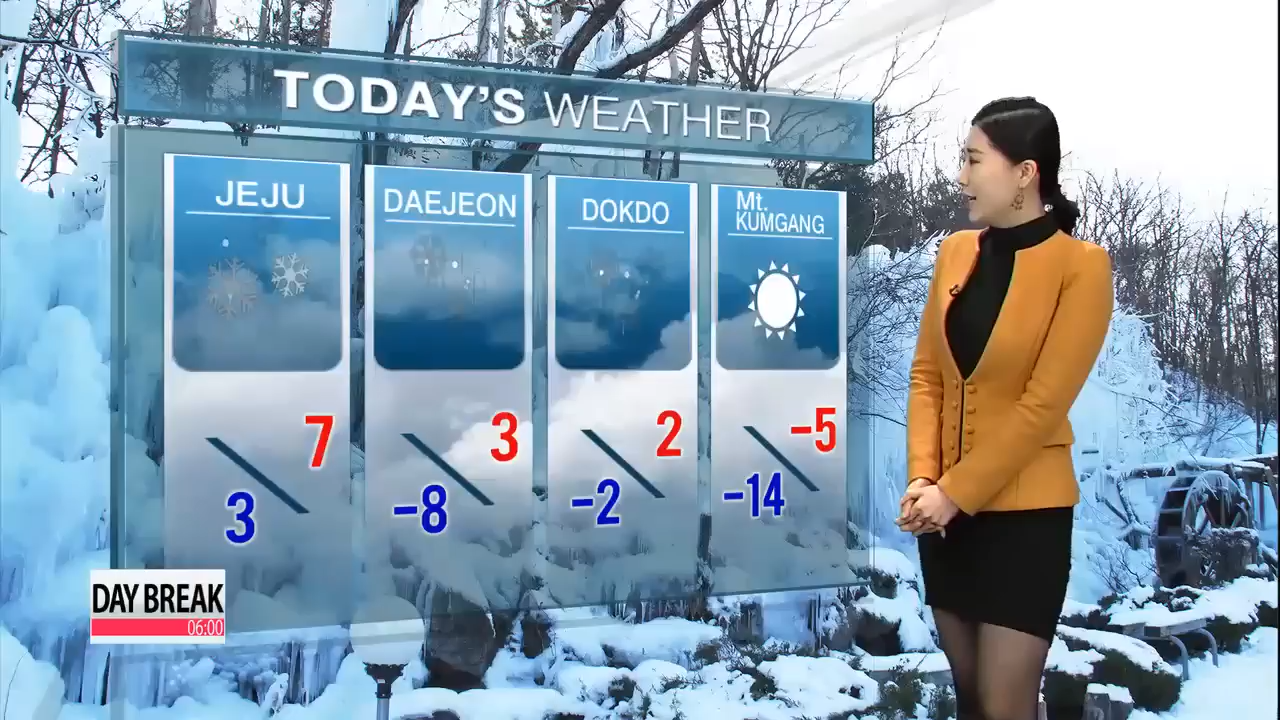 TODAY'S WEATHER
JEJU
7
3
DAEJEON
3
-8
DOKDO
2
-2
Mt.
KUMGANG
-5
-14
DAY BREAK
06:00